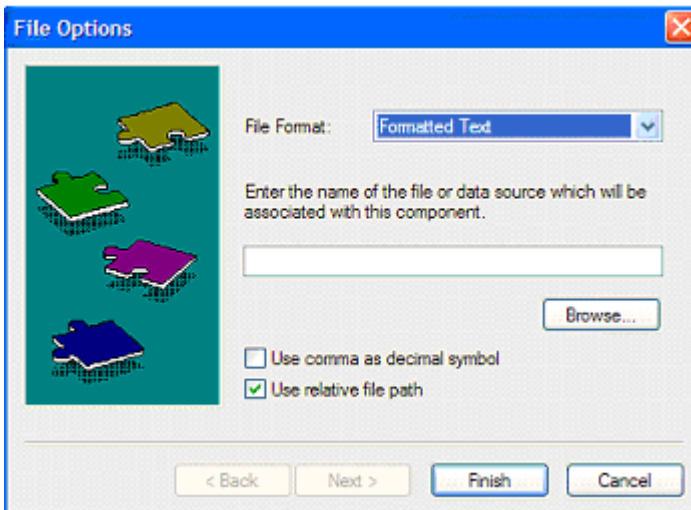 File Options
File Format:
Formatted Text
Enter the name of the file or data source which will be
associated with this component.
Browse...
Use comma as decimal symbol
Use relative file path
< Back
Next >
Finish
Cancel